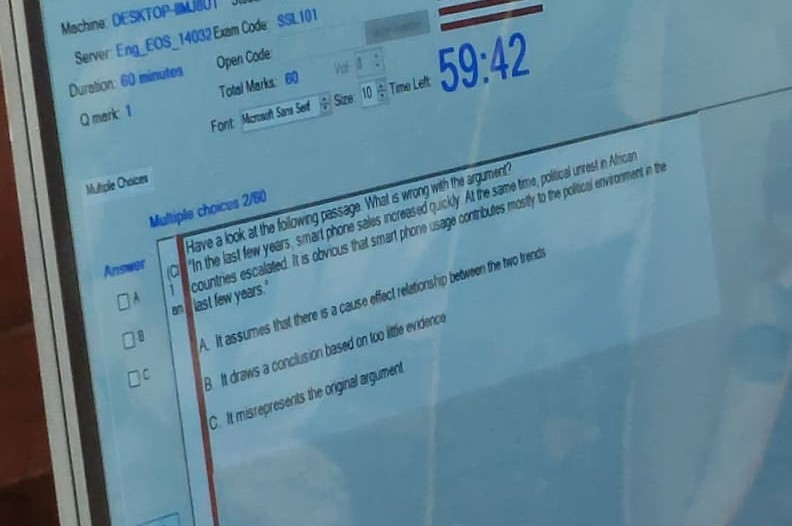 Machine: DESKTOP-
Server: Eng_EOS_14032 Exam Code: SSL101
Duration: 60 minutes Open Code:
Q mark: 1 Total Marks: 60 Vol:
Font: Microsoft Sans Serif Size: 10 Time Left: 59:42
Multiple Choices
Multiple choices 2/60
Answer
A
B
C
Have a look at the following passage. What is wrong with the argument?
"In the last few years, smart phone sales increased quickly. At the same time, political unrest in African
countries escalated. It is obvious that smart phone usage contributes mostly to the political environment in the
last few years."
A. It assumes that there is a cause effect relationship between the two trends
B. It draws a conclusion based on too little evidence
C. It misrepresents the original argument